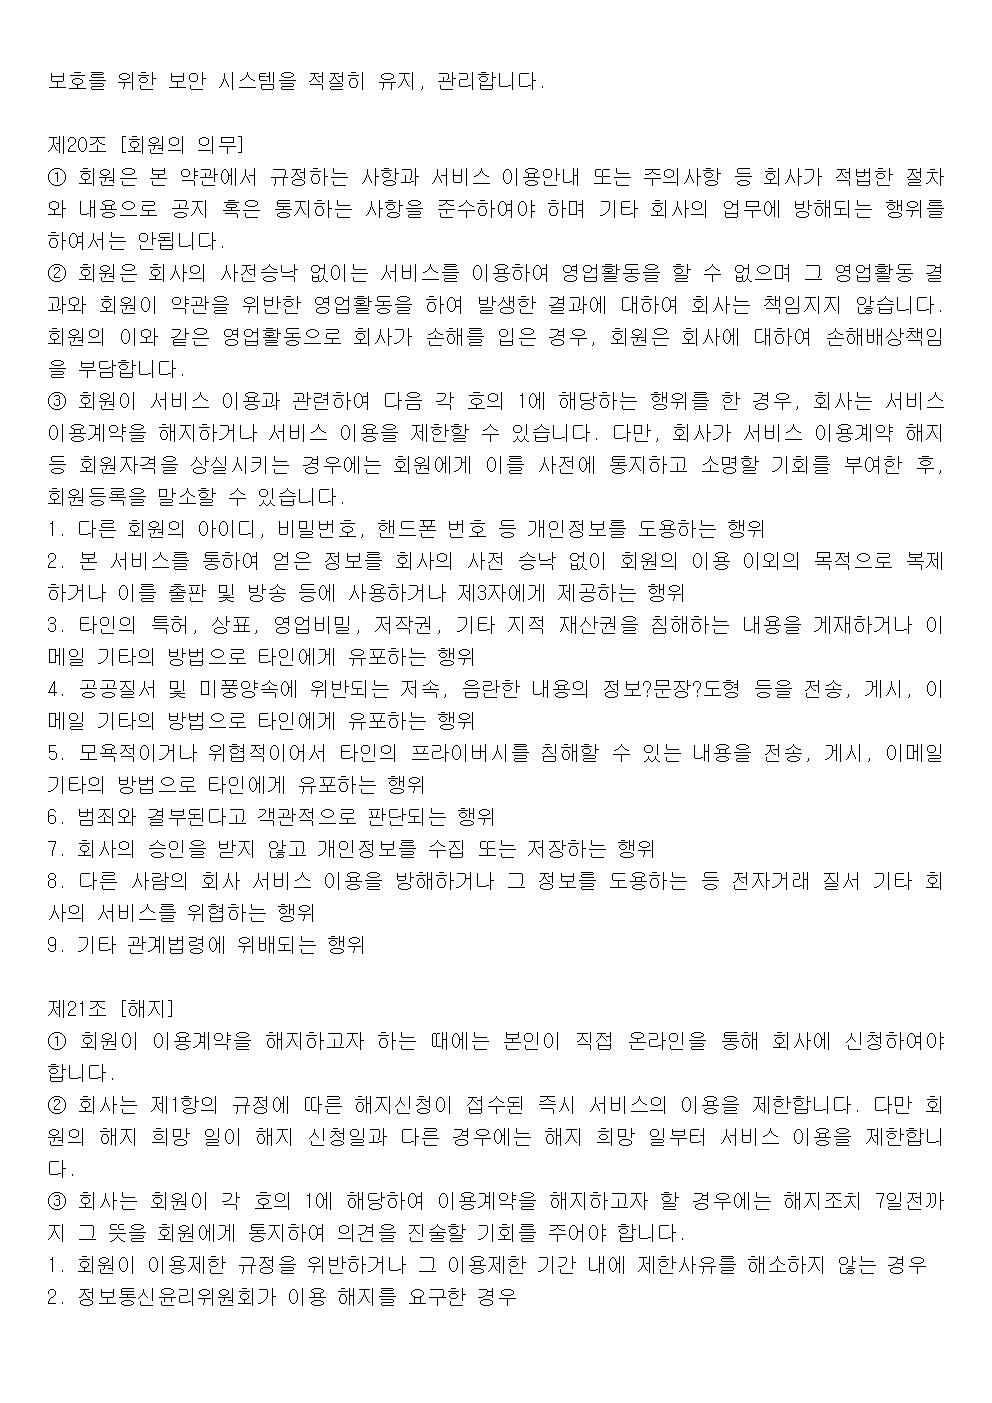 보호를 위한 보안 시스템을 적절히 유지, 관리합니다.
제20조 [회원의 의무]
① 회원은 본 약관에서 규정하는 사항과 서비스 이용안내 또는 주의사항 등 회사가 적법한 절차
와 내용으로 공지 혹은 통지하는 사항을 준수하여야 하며 기타 회사의 업무에 방해되는 행위를
하여서는 안됩니다.
② 회원은 회사의 사전승낙 없이는 서비스를 이용하여 영업활동을 할 수 없으며 그 영업활동 결
과와 회원이 약관을 위반한 영업활동을 하여 발생한 결과에 대하여 회사는 책임지지 않습니다.
회원의 이와 같은 영업활동으로 회사가 손해를 입은 경우, 회원은 회사에 대하여 손해배상책임
을 부담합니다.
③ 회원이 서비스 이용과 관련하여 다음 각 호의 1에 해당하는 행위를 한 경우, 회사는 서비스
이용계약을 해지하거나 서비스 이용을 제한할 수 있습니다. 다만, 회사가 서비스 이용계약 해지
등 회원자격을 상실시키는 경우에는 회원에게 이를 사전에 통지하고 소명할 기회를 부여한 후,
회원등록을 말소할 수 있습니다.
1. 다른 회원의 아이디, 비밀번호, 핸드폰 번호 등 개인정보를 도용하는 행위
2. 본 서비스를 통하여 얻은 정보를 회사의 사전 승낙 없이 회원의 이용 이외의 목적으로 복제
하거나 이를 출판 및 방송 등에 사용하거나 제3자에게 제공하는 행위
3. 타인의 특허, 상표, 영업비밀, 저작권, 기타 지적 재산권을 침해하는 내용을 게재하거나 이
메일 기타의 방법으로 타인에게 유포하는 행위
4. 공공질서 및 미풍양속에 위반되는 저속, 음란한 내용의 정보?문장?도형 등을 전송, 게시, 이
메일 기타의 방법으로 타인에게 유포하는 행위
5. 모욕적이거나 위협적이어서 타인의 프라이버시를 침해할 수 있는 내용을 전송, 게시, 이메일
기타의 방법으로 타인에게 유포하는 행위
6. 범죄와 결부된다고 객관적으로 판단되는 행위
7. 회사의 승인을 받지 않고 개인정보를 수집 또는 저장하는 행위
8. 다른 사람의 회사 서비스 이용을 방해하거나 그 정보를 도용하는 등 전자거래 질서 기타 회
사의 서비스를 위협하는 행위
9. 기타 관계법령에 위배되는 행위
제21조 [해지]
① 회원이 이용계약을 해지하고자 하는 때에는 본인이 직접 온라인을 통해 회사에 신청하여야
합니다.
② 회사는 제1항의 규정에 따른 해지신청이 접수된 즉시 서비스의 이용을 제한합니다. 다만 회
원의 해지 희망 일이 해지 신청일과 다른 경우에는 해지 희망 일부터 서비스 이용을 제한합니
다.
③ 회사는 회원이 각 호의 1에 해당하여 이용계약을 해지하고자 할 경우에는 해지조치 7일전까
지 그 뜻을 회원에게 통지하여 의견을 진술할 기회를 주어야 합니다.
1. 회원이 이용제한 규정을 위반하거나 그 이용제한 기간 내에 제한사유를 해소하지 않는 경우
2. 정보통신윤리위원회가 이용 해지를 요구한 경우